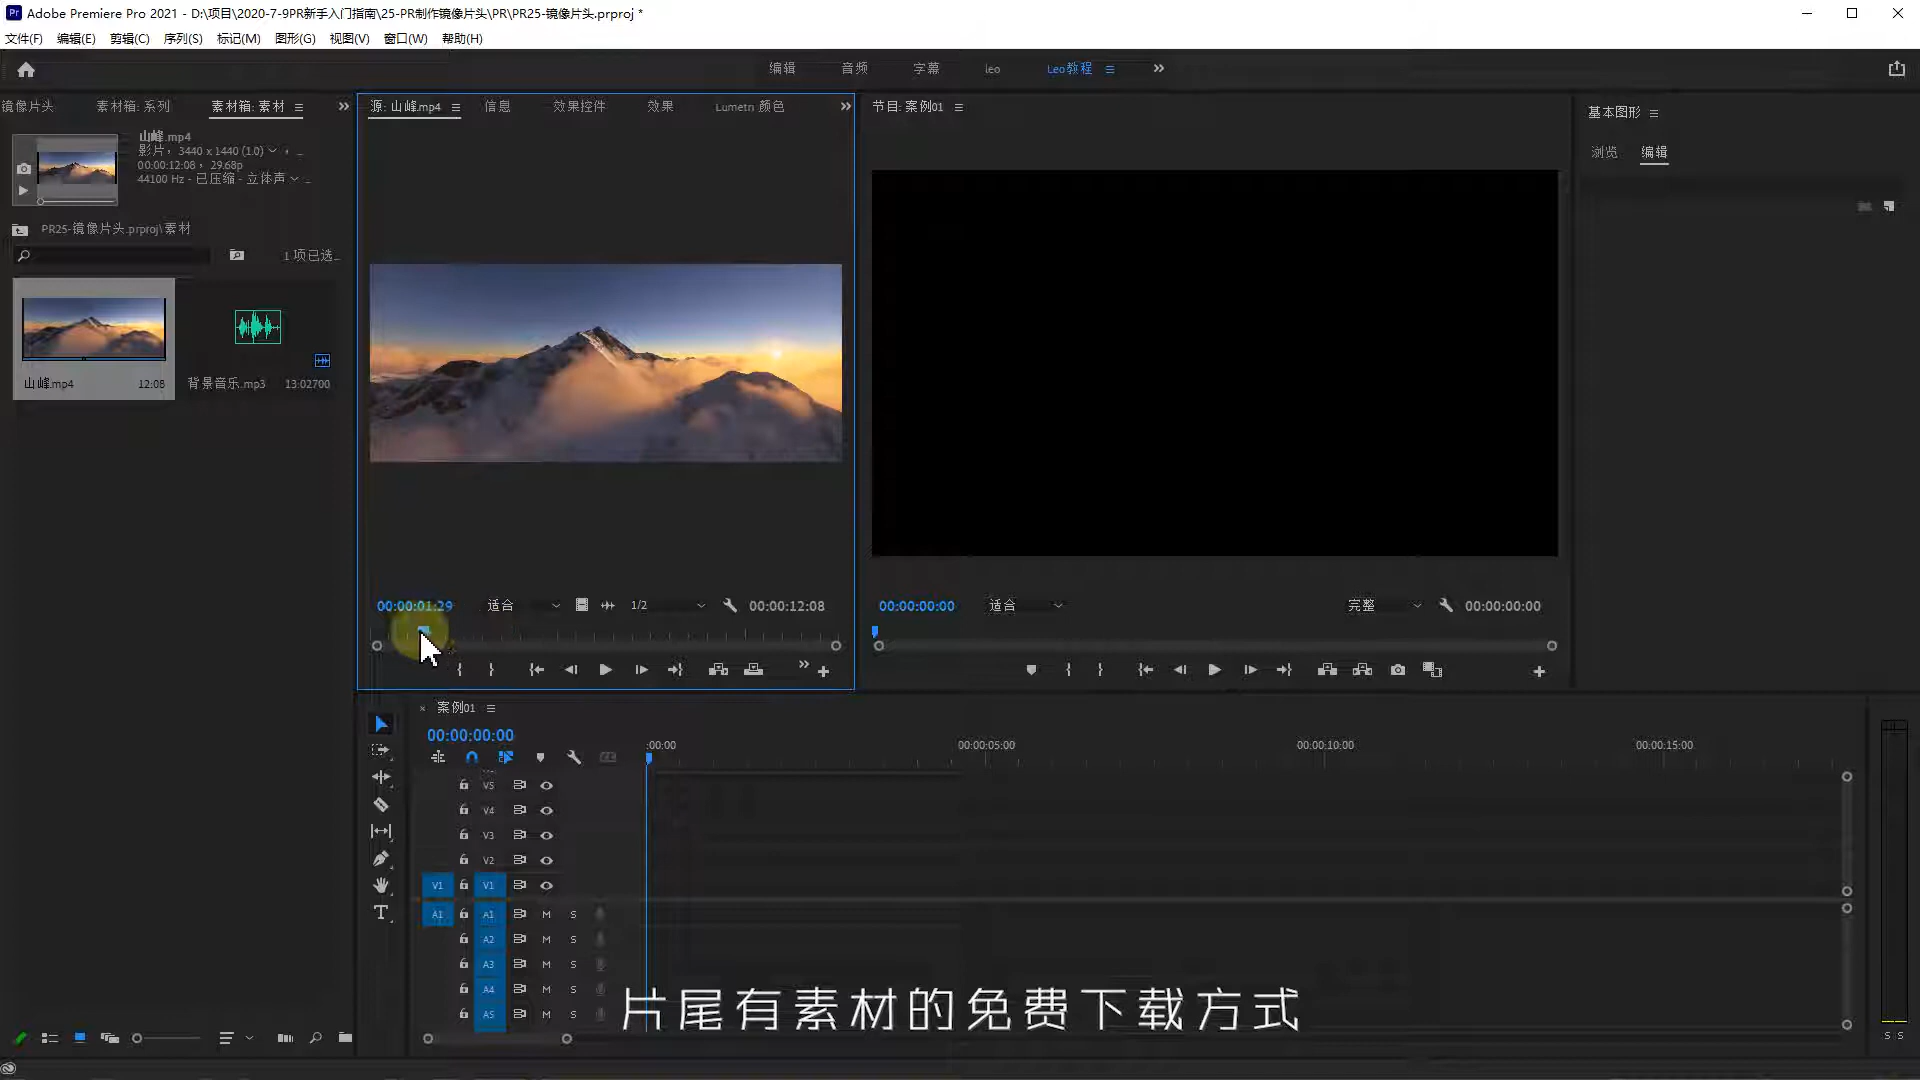 Adobe Premiere Pro 2021 - D:\项目\2020-7-9PR新手入门指南\25-PR制作镜像片头\PR\PR25-镜像片头.prproj *
文件(F) 编辑(E) 剪辑(C) 序列(S) 标记(M) 图形(G) 视图(V) 窗口(W) 帮助(H)
编辑 音频 字幕 leo Leo教程
镜像片头 素材箱: 系列 素材箱: 素材
源: 山峰.mp4 信息 效果控件 效果 Lumetri 颜色
节目: 案例01
基本图形
浏览 编辑
山峰.mp4
影片, 3440 x 1440 (1.0)
00:00:12:08, 29.68p
44100 Hz - 已压缩 - 立体声
PR25-镜像片头.prproj\素材
1 项已选...
山峰.mp4 12:08
背景音乐.mp3 13:02700
00:00:01:29 适合 1/2 00:00:12:08
00:00:00:00 适合 完整 00:00:00:00
案例01
00:00:00:00
:00:00 00:00:05:00 00:00:10:00 00:00:15:00
V5
V4
V3
V2
V1 V1
A1 A1 M S
A2 M S
A3 M S
A4 M S
A5 M S
片尾有素材的免费下载方式
S S